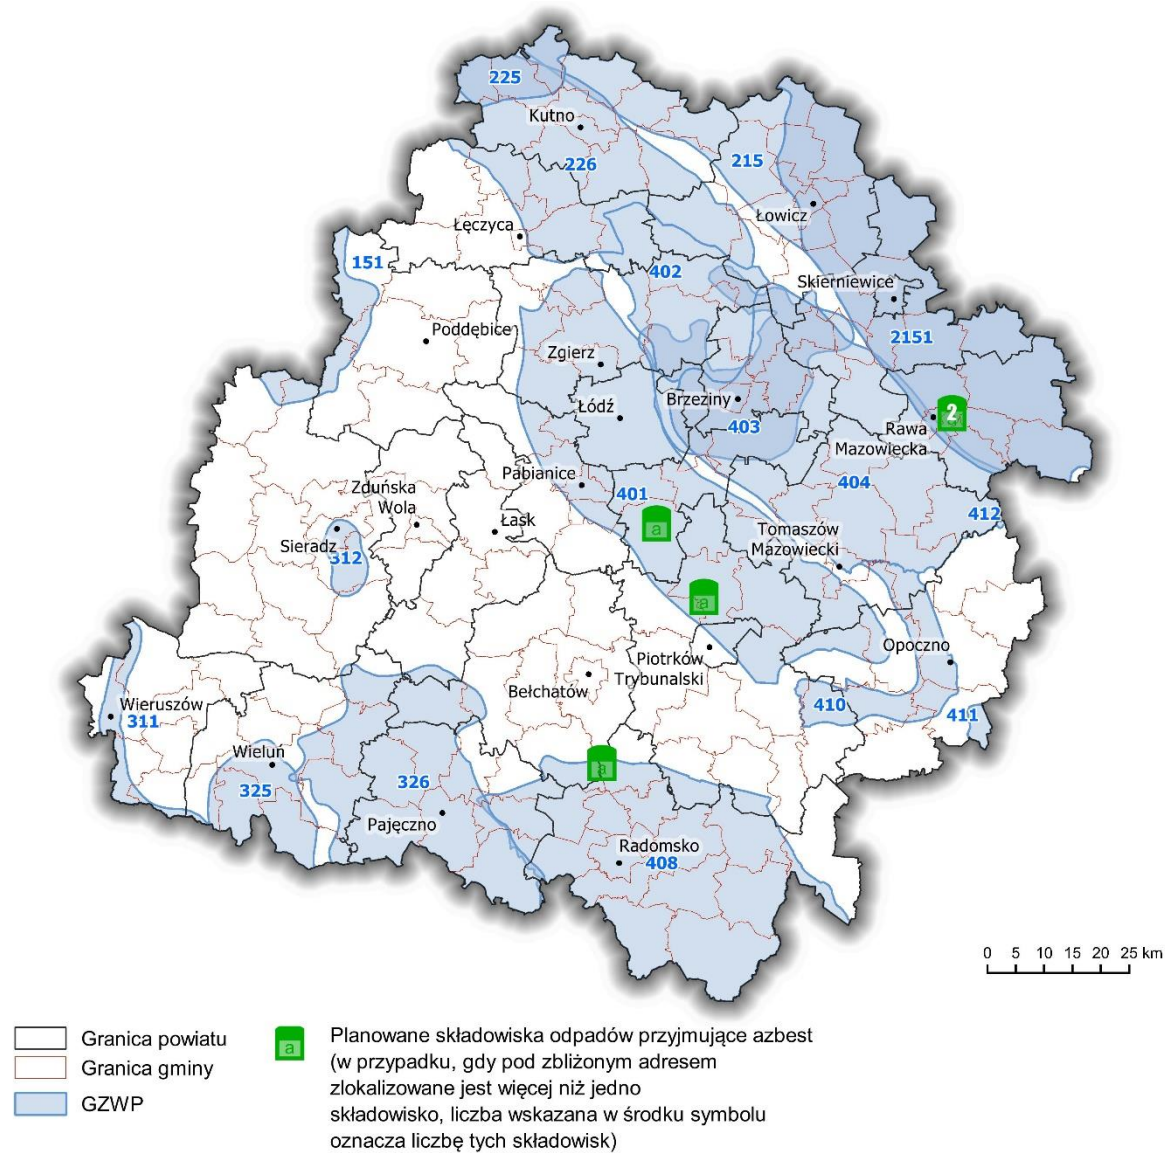 225
Kutno
226
215
Łowicz
Łęczyca
151
402
Skierniewice
Poddębice
2151
Zgierz
Brzeziny
Łódź
403
2
Rawa
Mazowiecka
Pabianice
401
404
Zduńska
Wola
Łask
a
412
Sieradz
312
Tomaszów
Mazowiecki
a
Piotrków
Trybunalski
Opoczno
Bełchatów
410
411
Wieruszów
311
Wieluń
a
325
326
Pajęczno
Radomsko
408
0 5 10 15 20 25 km
Granica powiatu
Granica gminy
GZWP
a
Planowane składowiska odpadów przyjmujące azbest
(w przypadku, gdy pod zbliżonym adresem
zlokalizowane jest więcej niż jedno
składowisko, liczba wskazana w środku symbolu
oznacza liczbę tych składowisk)